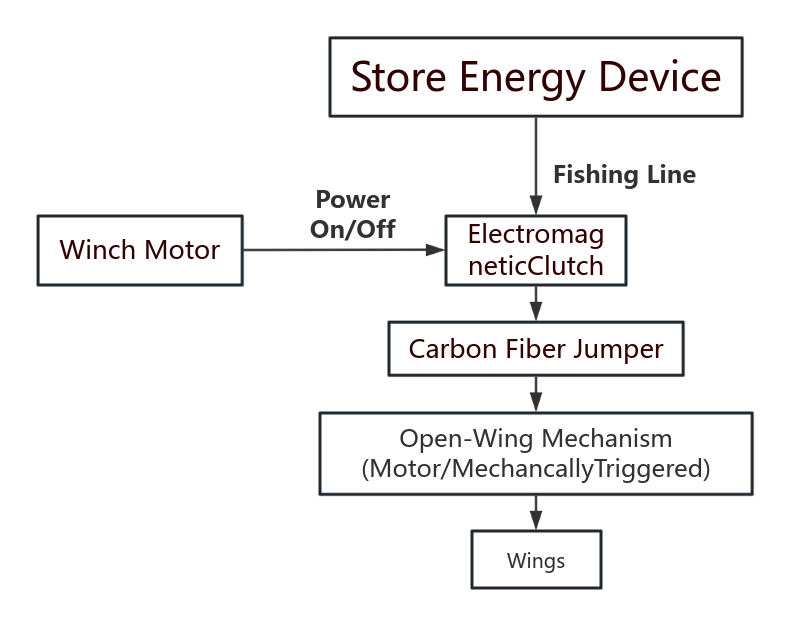 Store Energy Device
Fishing Line
Power
On/Off
Winch Motor
Electromag
neticClutch
Carbon Fiber Jumper
Open-Wing Mechanism
(Motor/MechancallyTriggered)
Wings